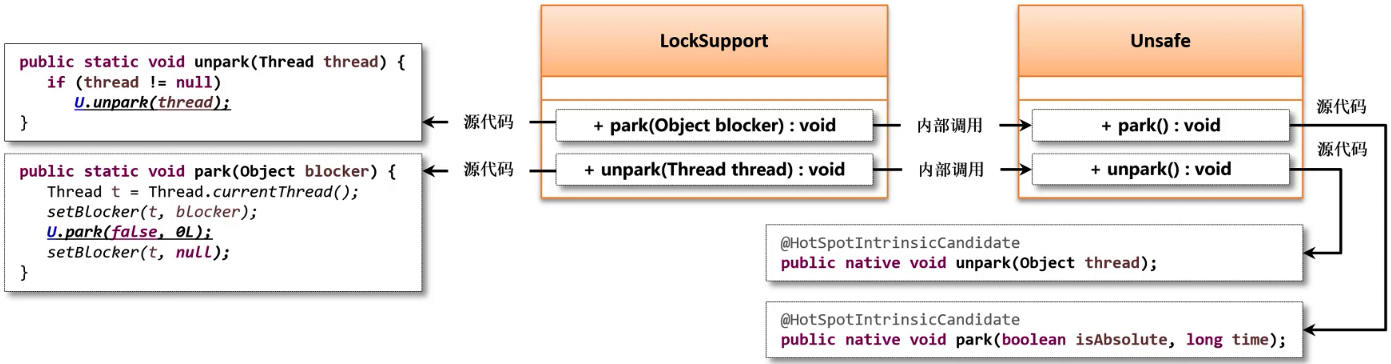 public static void unpark(Thread thread) {
if (thread != null)
U.unpark(thread);
}
public static void park(Object blocker) {
Thread t = Thread.currentThread();
setBlocker(t, blocker);
U.park(false, 0L);
setBlocker(t, null);
}
源代码
源代码
LockSupport
+ park(Object blocker) : void
+ unpark(Thread thread) : void
内部调用
内部调用
Unsafe
+ park() : void
+ unpark() : void
源代码
源代码
@HotSpotIntrinsicCandidate
public native void unpark(Object thread);
@HotSpotIntrinsicCandidate
public native void park(boolean isAbsolute, long time);